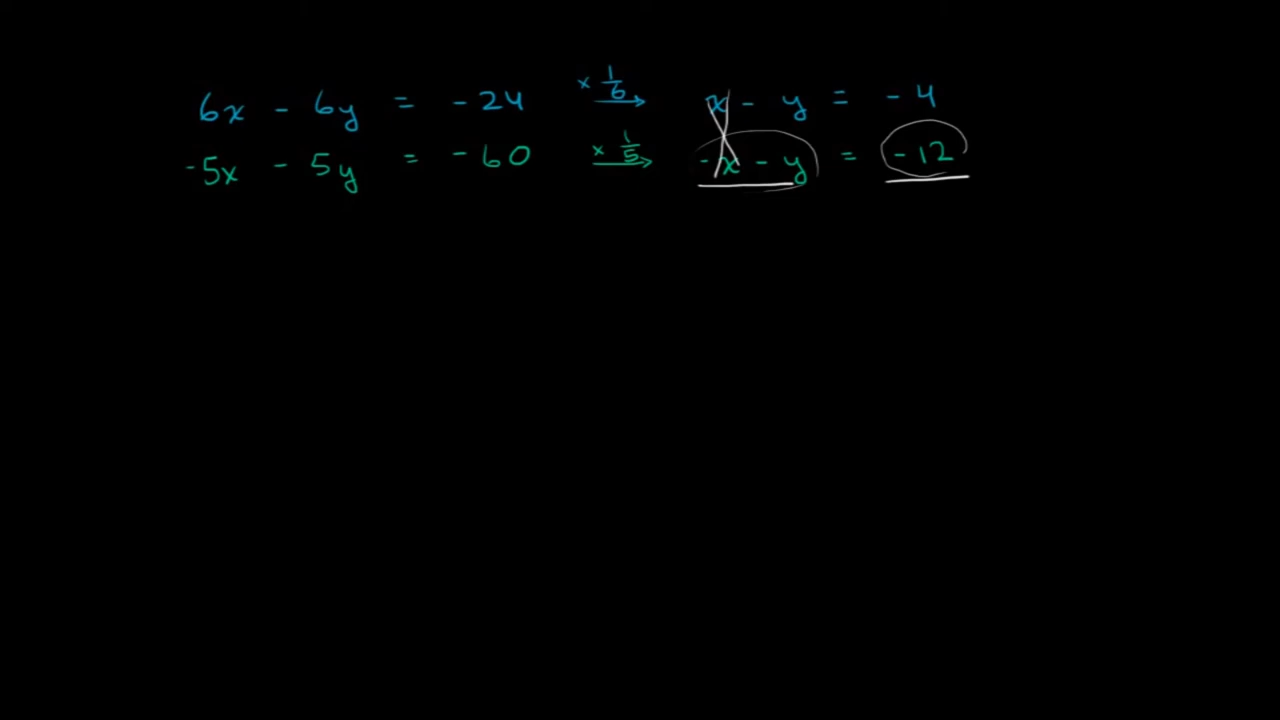 6x - 6y = -24 × 1/6 → x - y = -4
-5x - 5y = -60 × 1/5 → -x - y = -12